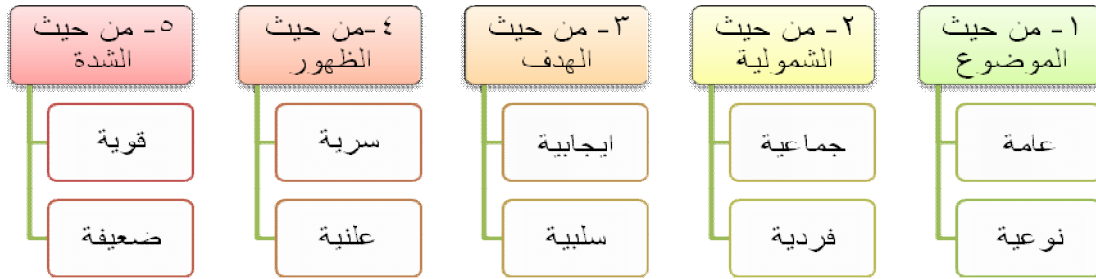 ١- من حيث
الموضوع
عامة
نوعية
٢- من حيث
الشمولية
جماعية
فردية
٣- من حيث
الهدف
ايجابية
سلبية
٤-من حيث
الظهور
سرية
علنية
٥- من حيث
الشدة
قوية
ضعيفة